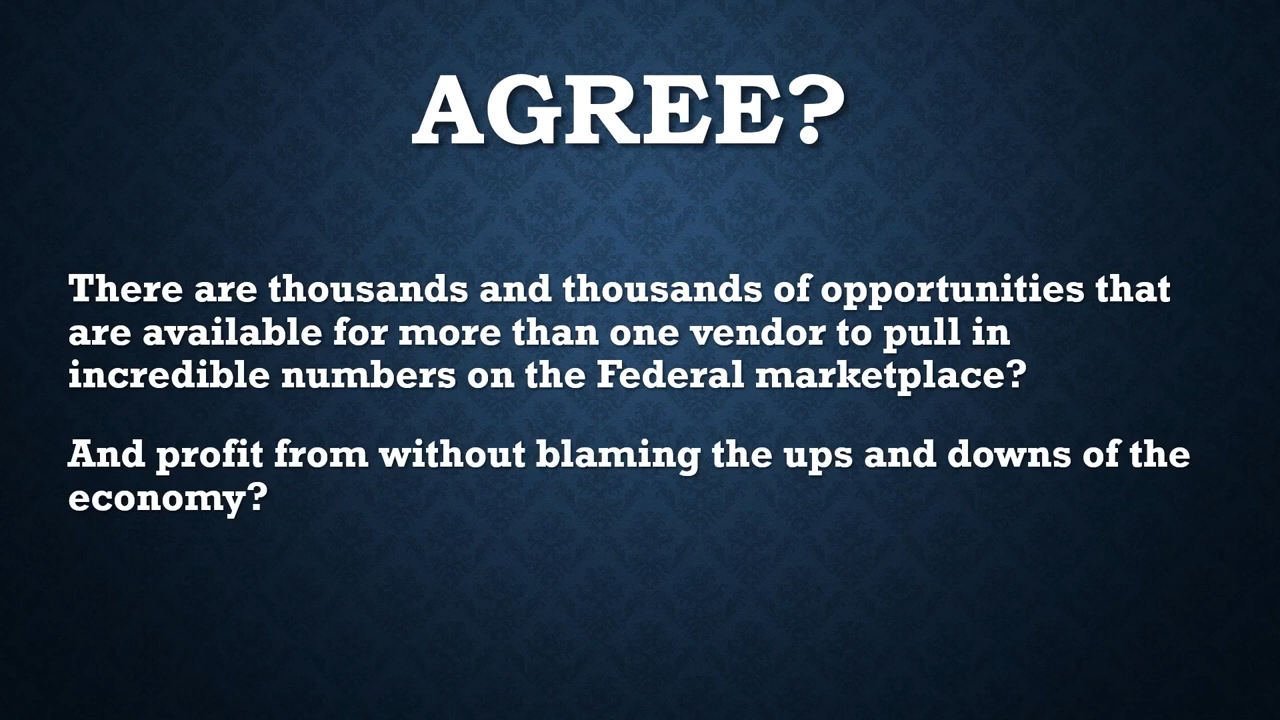 AGREE?
There are thousands and thousands of opportunities that
are available for more than one vendor to pull in
incredible numbers on the Federal marketplace?
And profit from without blaming the ups and downs of the
economy?